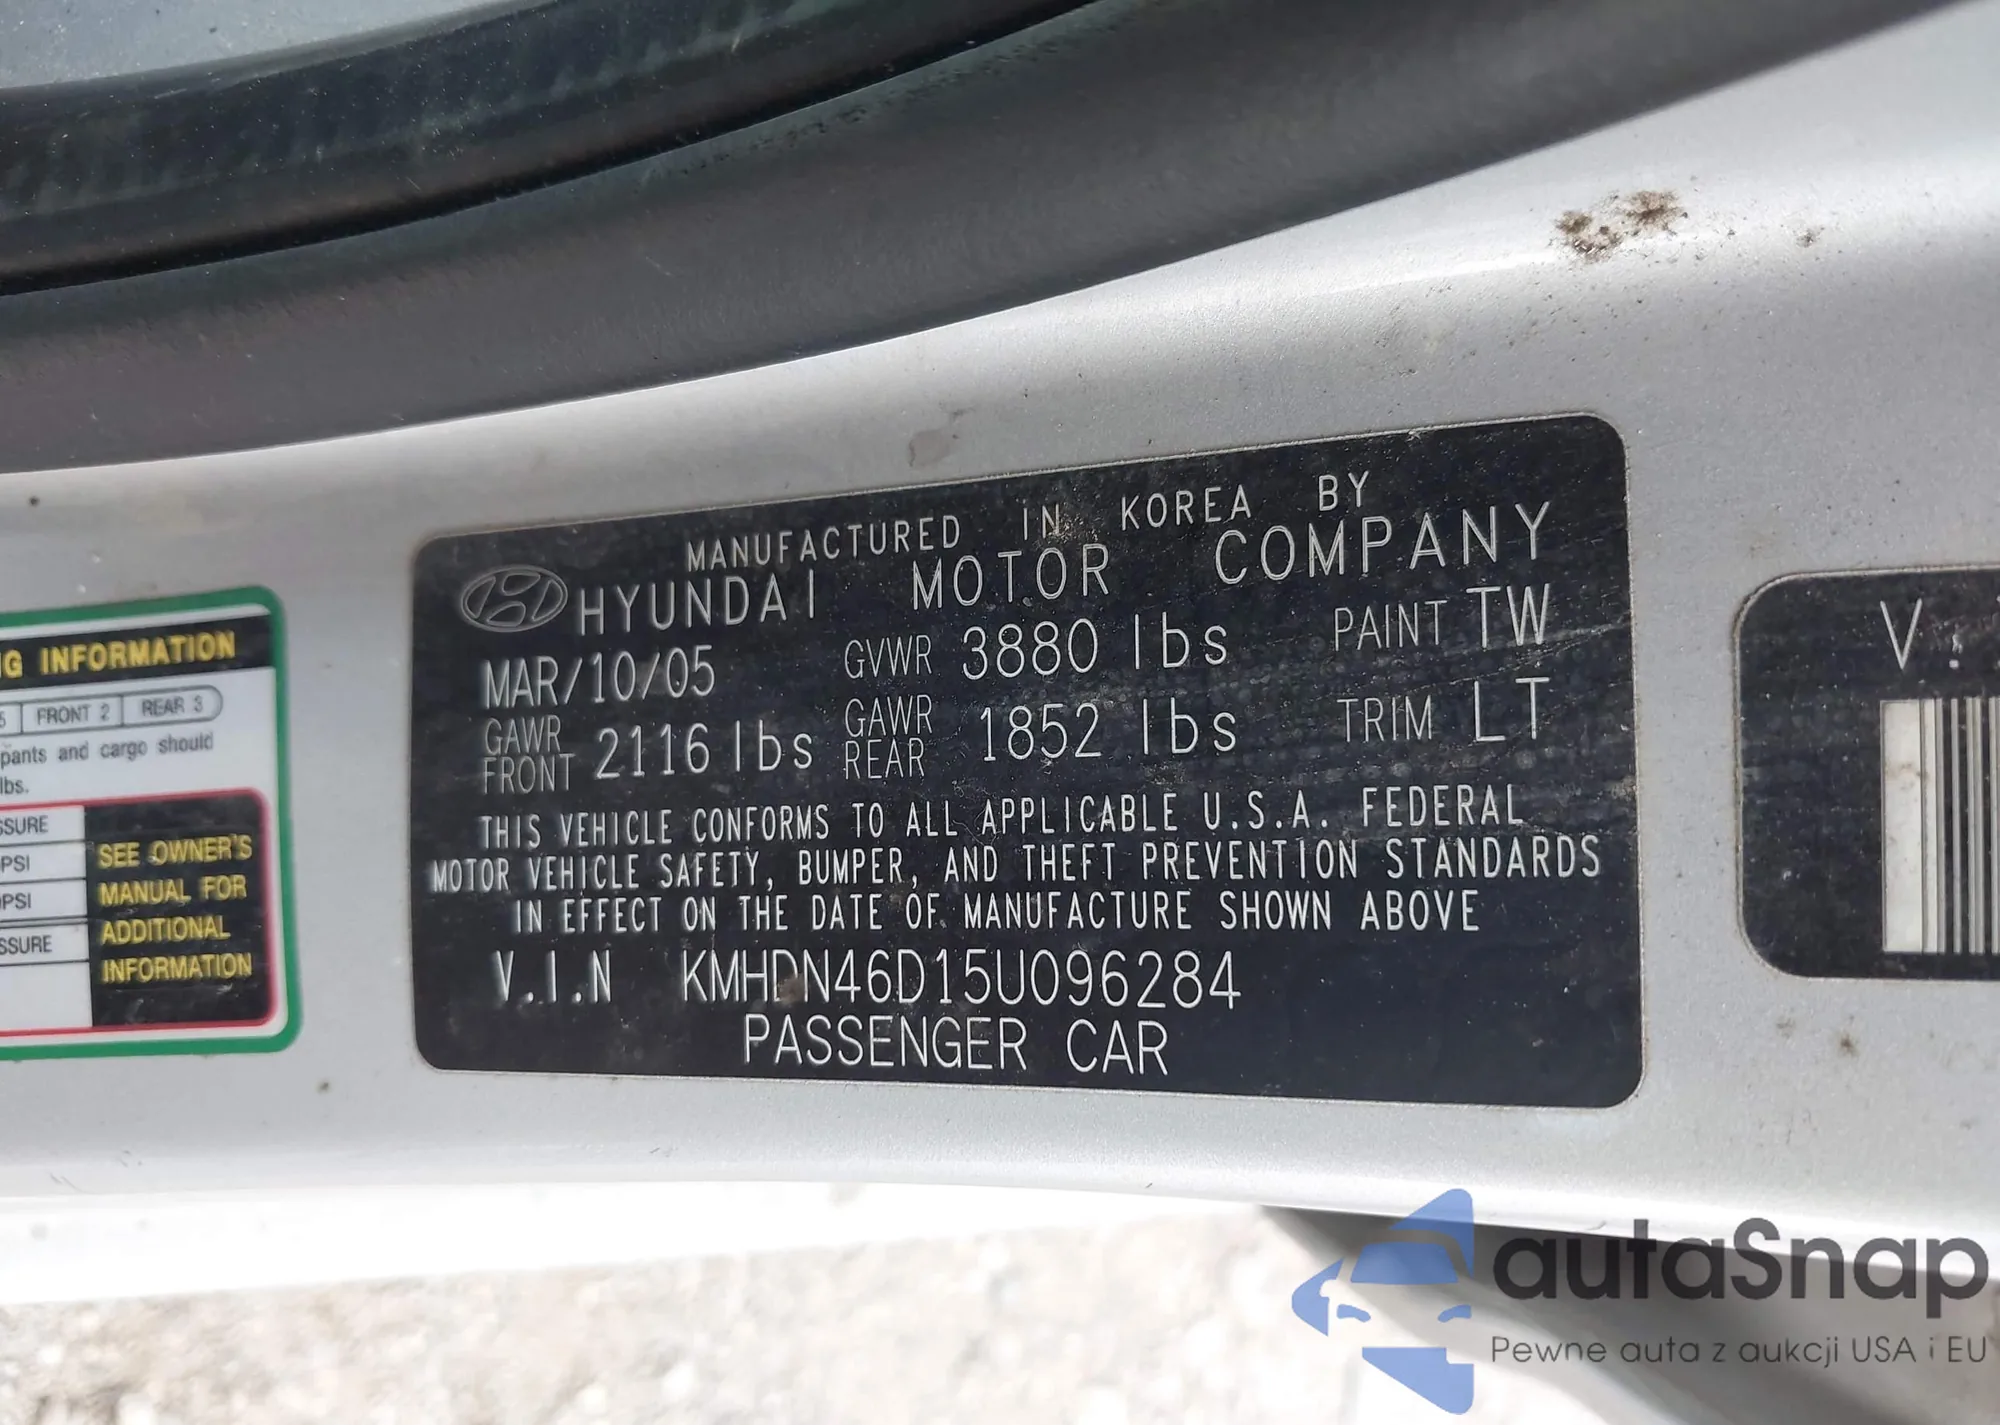 MANUFACTURED IN KOREA BY
HYUNDAI MOTOR COMPANY
MAR/10/05 GVWR 3880 lbs PAINT TW
GAWR FRONT 2116 lbs GAWR REAR 1852 lbs TRIM LT
THIS VEHICLE CONFORMS TO ALL APPLICABLE U.S.A. FEDERAL
MOTOR VEHICLE SAFETY, BUMPER, AND THEFT PREVENTION STANDARDS
IN EFFECT ON THE DATE OF MANUFACTURE SHOWN ABOVE
V.I.N KMHDN46D15U096284
PASSENGER CAR
NG INFORMATION
5 FRONT 2 REAR 3
pants and cargo should
lbs.
SSURE
PSI
PSI
SSURE
SEE OWNER'S
MANUAL FOR
ADDITIONAL
INFORMATION
V.
autaSnap
Pewne auta z aukcji USA i EU